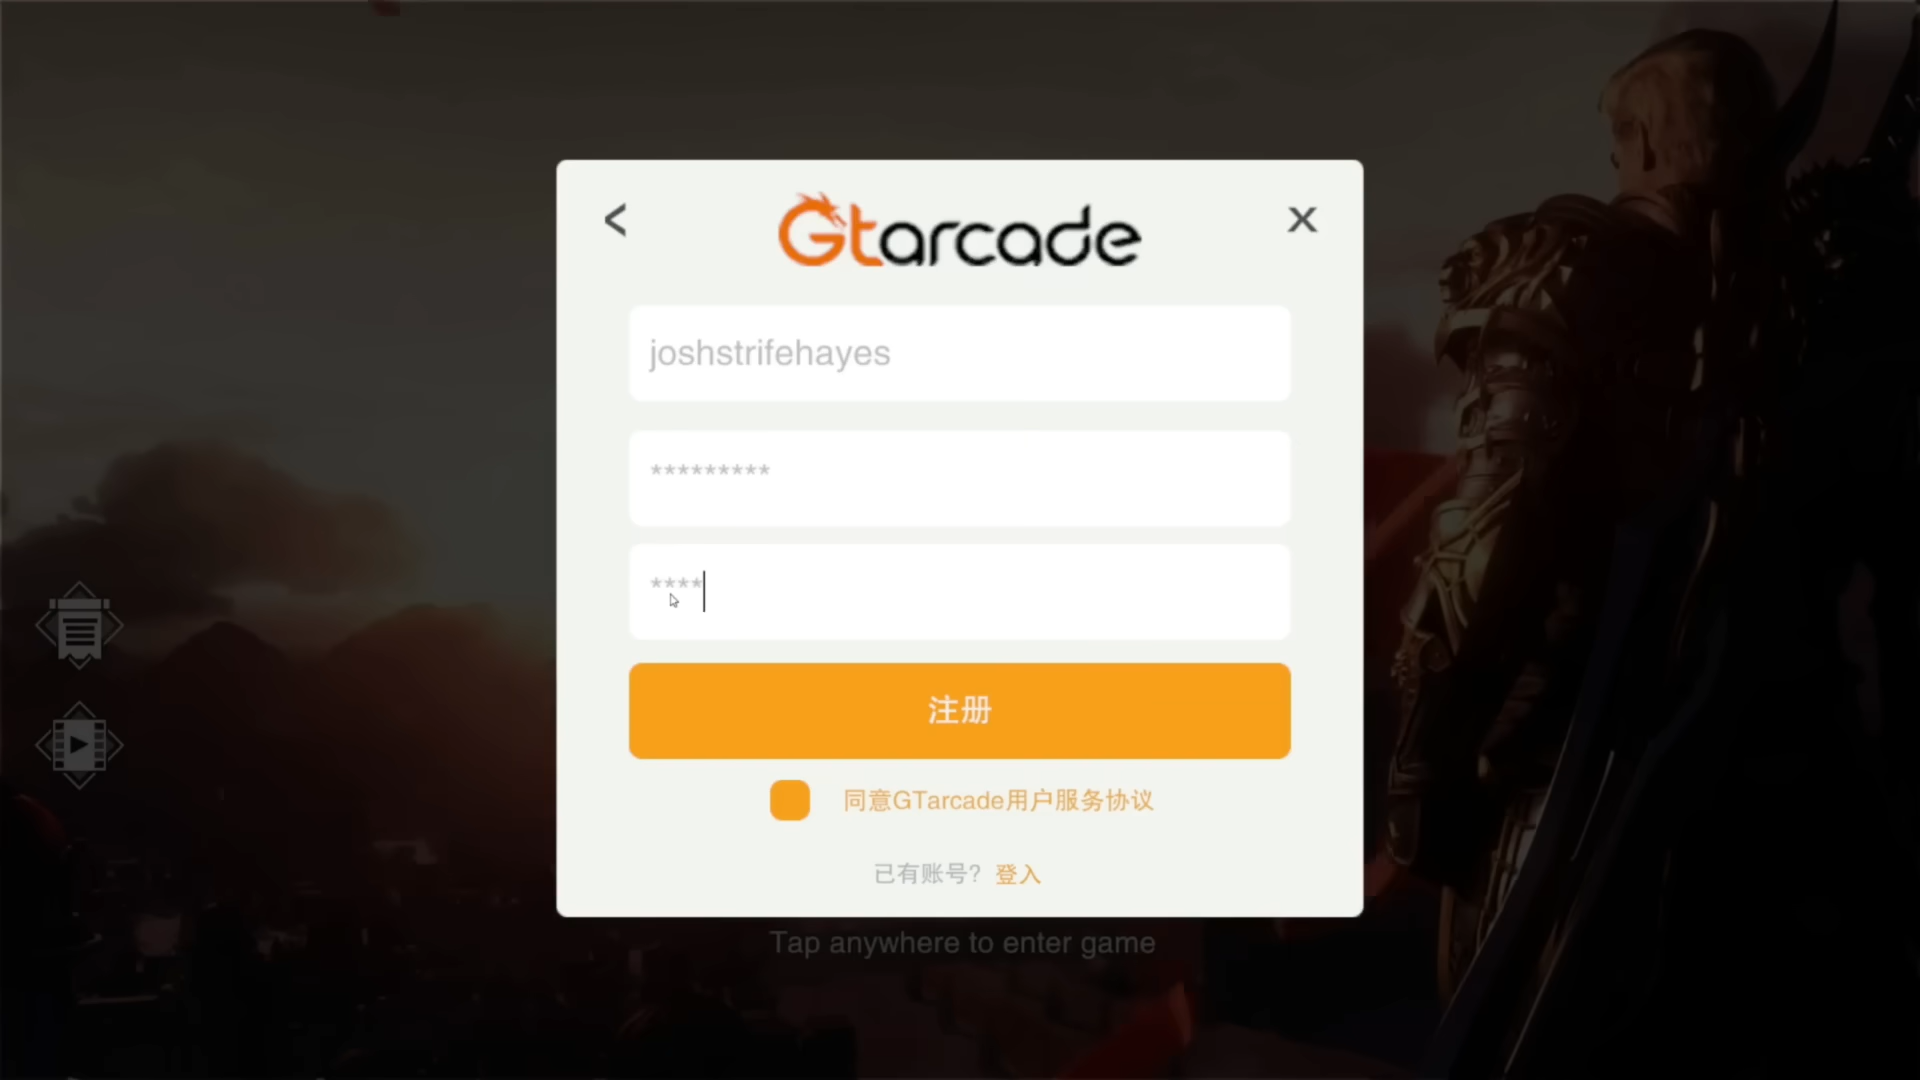 Gtarcade
joshstrifehayes
*********
****
注册
同意GTarcade用户服务协议
已有账号? 登入
Tap anywhere to enter game